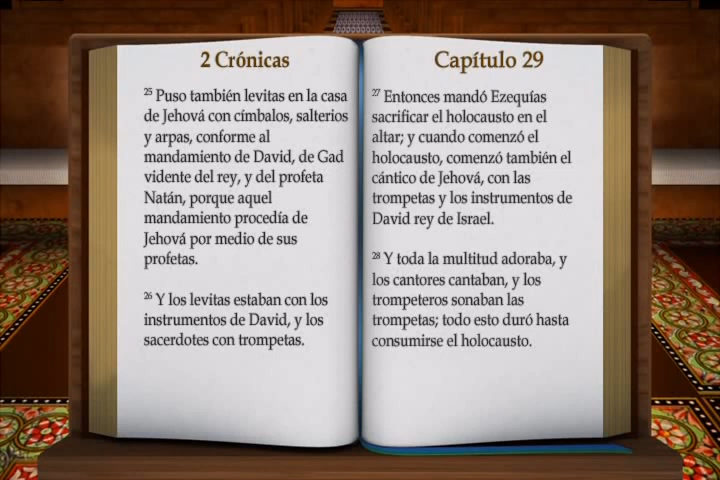 2 Crónicas
25 Puso también levitas en la casa
de Jehová con címbalos, salterios
y arpas, conforme al
mandamiento de David, de Gad
vidente del rey, y del profeta
Natán, porque aquel
mandamiento procedía de
Jehová por medio de sus
profetas.
26 Y los levitas estaban con los
instrumentos de David, y los
sacerdotes con trompetas.
Capítulo 29
27 Entonces mandó Ezequías
sacrificar el holocausto en el
altar; y cuando comenzó el
holocausto, comenzó también el
cántico de Jehová, con las
trompetas y los instrumentos de
David rey de Israel.
28 Y toda la multitud adoraba, y
los cantores cantaban, y los
trompeteros sonaban las
trompetas; todo esto duró hasta
consumirse el holocausto.